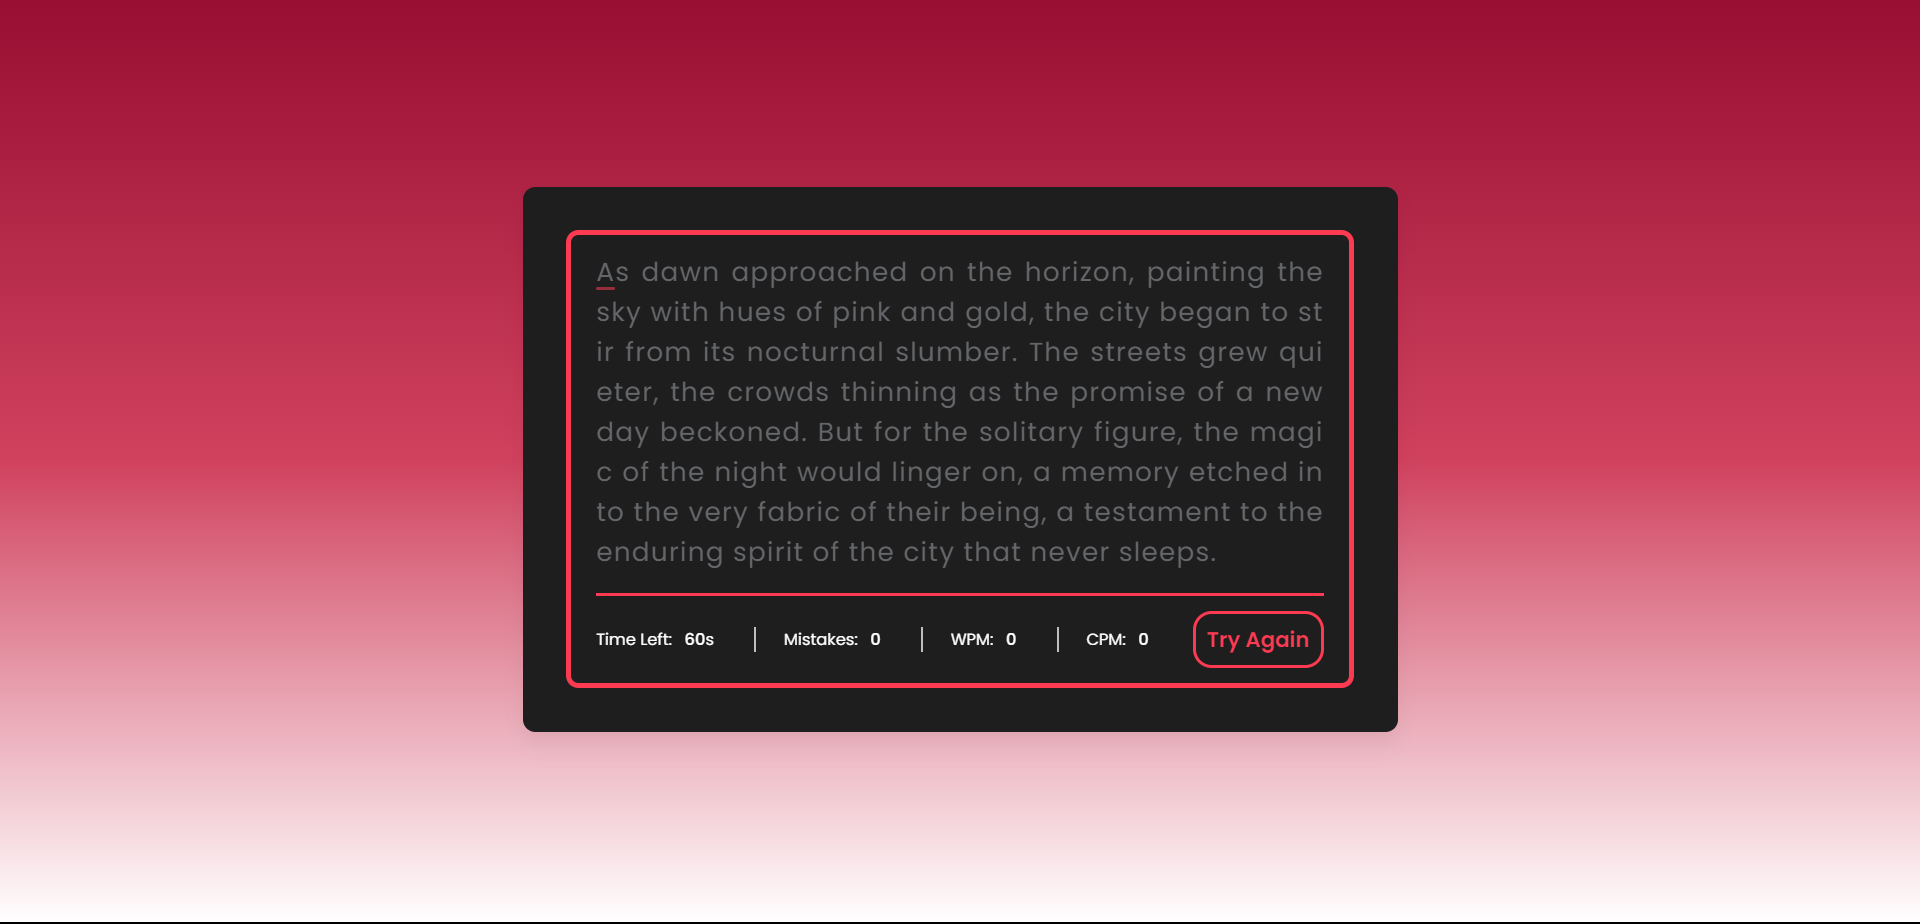 As dawn approached on the horizon, painting the
sky with hues of pink and gold, the city began to st
ir from its nocturnal slumber. The streets grew qui
eter, the crowds thinning as the promise of a new
day beckoned. But for the solitary figure, the magi
c of the night would linger on, a memory etched in
to the very fabric of their being, a testament to the
enduring spirit of the city that never sleeps.
Time Left: 60s Mistakes: 0 WPM: 0 CPM: 0 Try Again